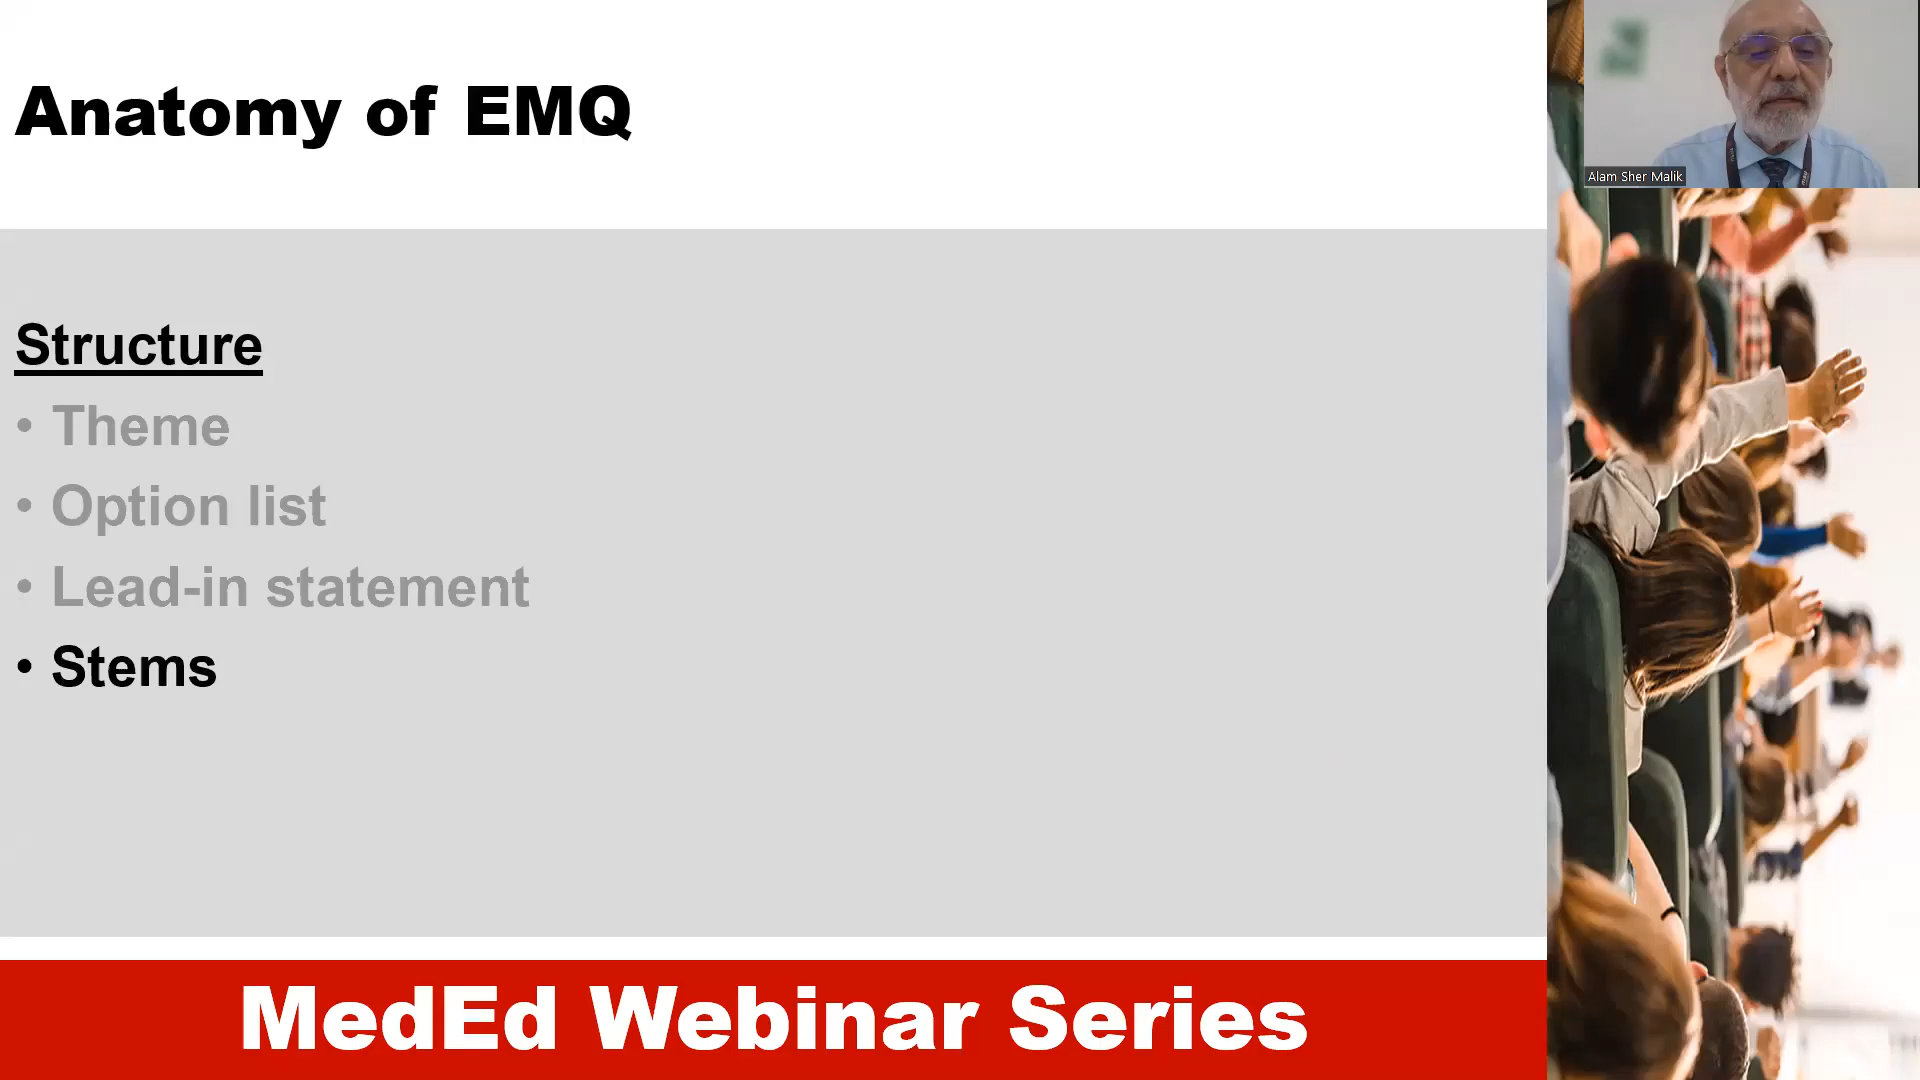 Anatomy of EMQ
Alam Sher Malik
Structure
• Theme
• Option list
• Lead-in statement
• Stems
MedEd Webinar Series